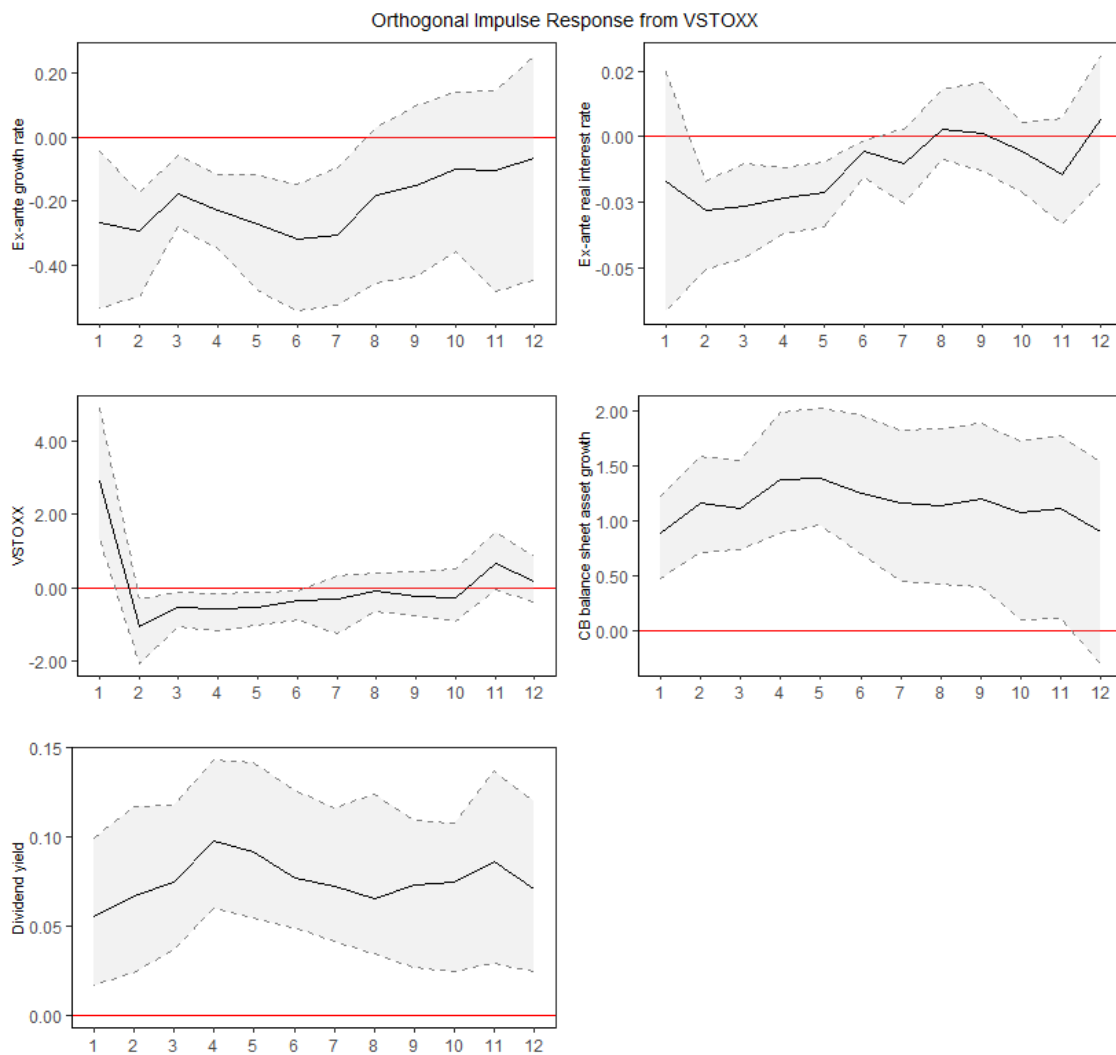 Orthogonal Impulse Response from VSTOXX
Ex-ante growth rate
0.20
0.00
-0.20
-0.40
1 2 3 4 5 6 7 8 9 10 11 12
Ex-ante real interest rate
0.02
0.00
-0.03
-0.05
1 2 3 4 5 6 7 8 9 10 11 12
VSTOXX
4.00
2.00
0.00
-2.00
1 2 3 4 5 6 7 8 9 10 11 12
CB balance sheet asset growth
2.00
1.50
1.00
0.50
0.00
1 2 3 4 5 6 7 8 9 10 11 12
Dividend yield
0.15
0.10
0.05
0.00
1 2 3 4 5 6 7 8 9 10 11 12